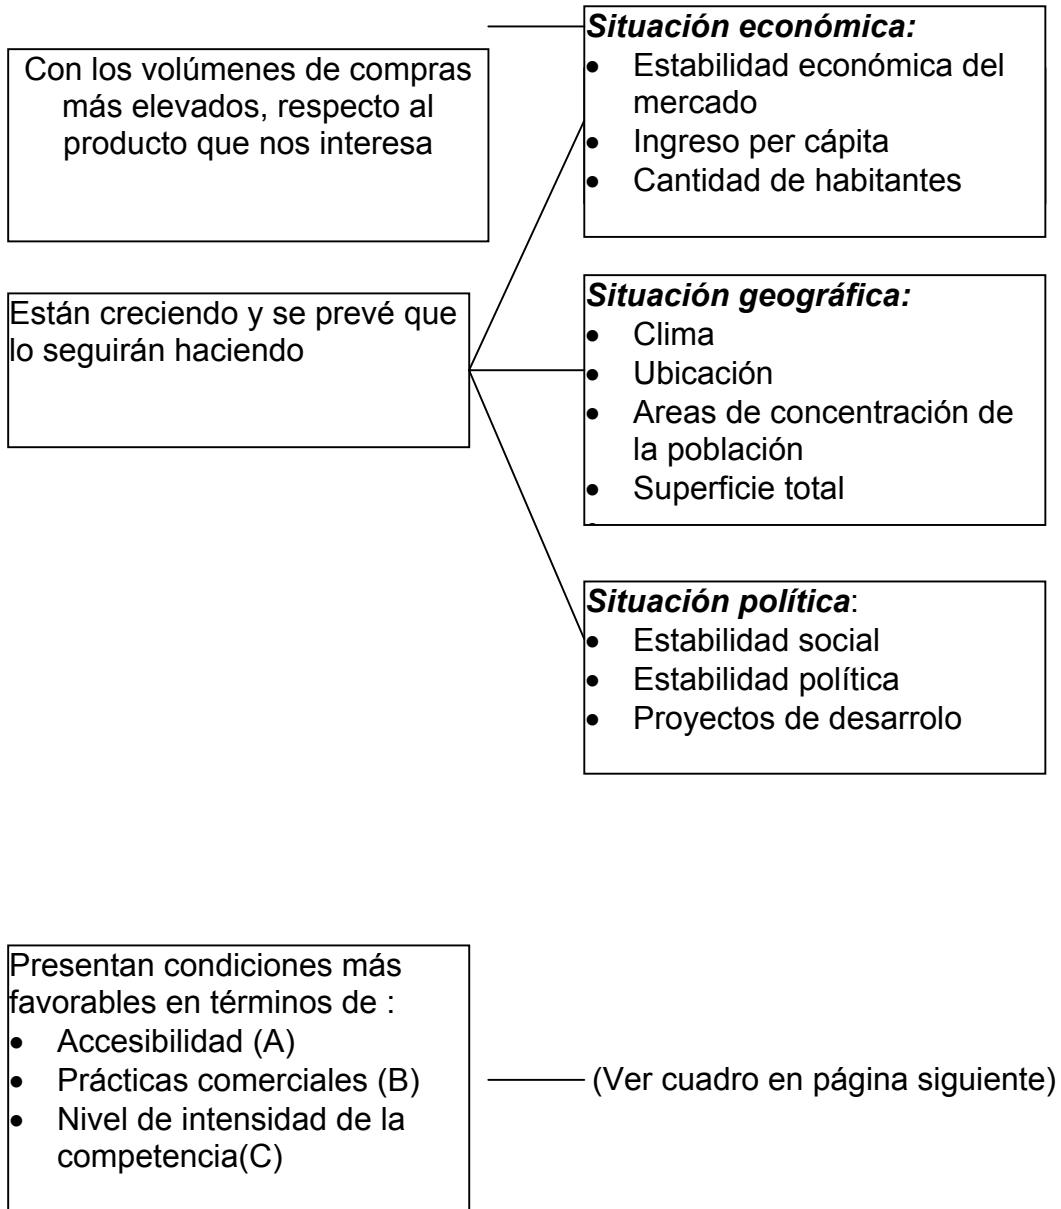 Con los volúmenes de compras
más elevados, respecto al
producto que nos interesa
Situación económica:
• Estabilidad económica del
mercado
• Ingreso per cápita
• Cantidad de habitantes
Están creciendo y se prevé que
lo seguirán haciendo
Situación geográfica:
• Clima
• Ubicación
• Areas de concentración de
la población
• Superficie total
Situación política:
• Estabilidad social
• Estabilidad política
• Proyectos de desarrolo
Presentan condiciones más
favorables en términos de :
• Accesibilidad (A)
• Prácticas comerciales (B)
• Nivel de intensidad de la
competencia(C)
(Ver cuadro en página siguiente)